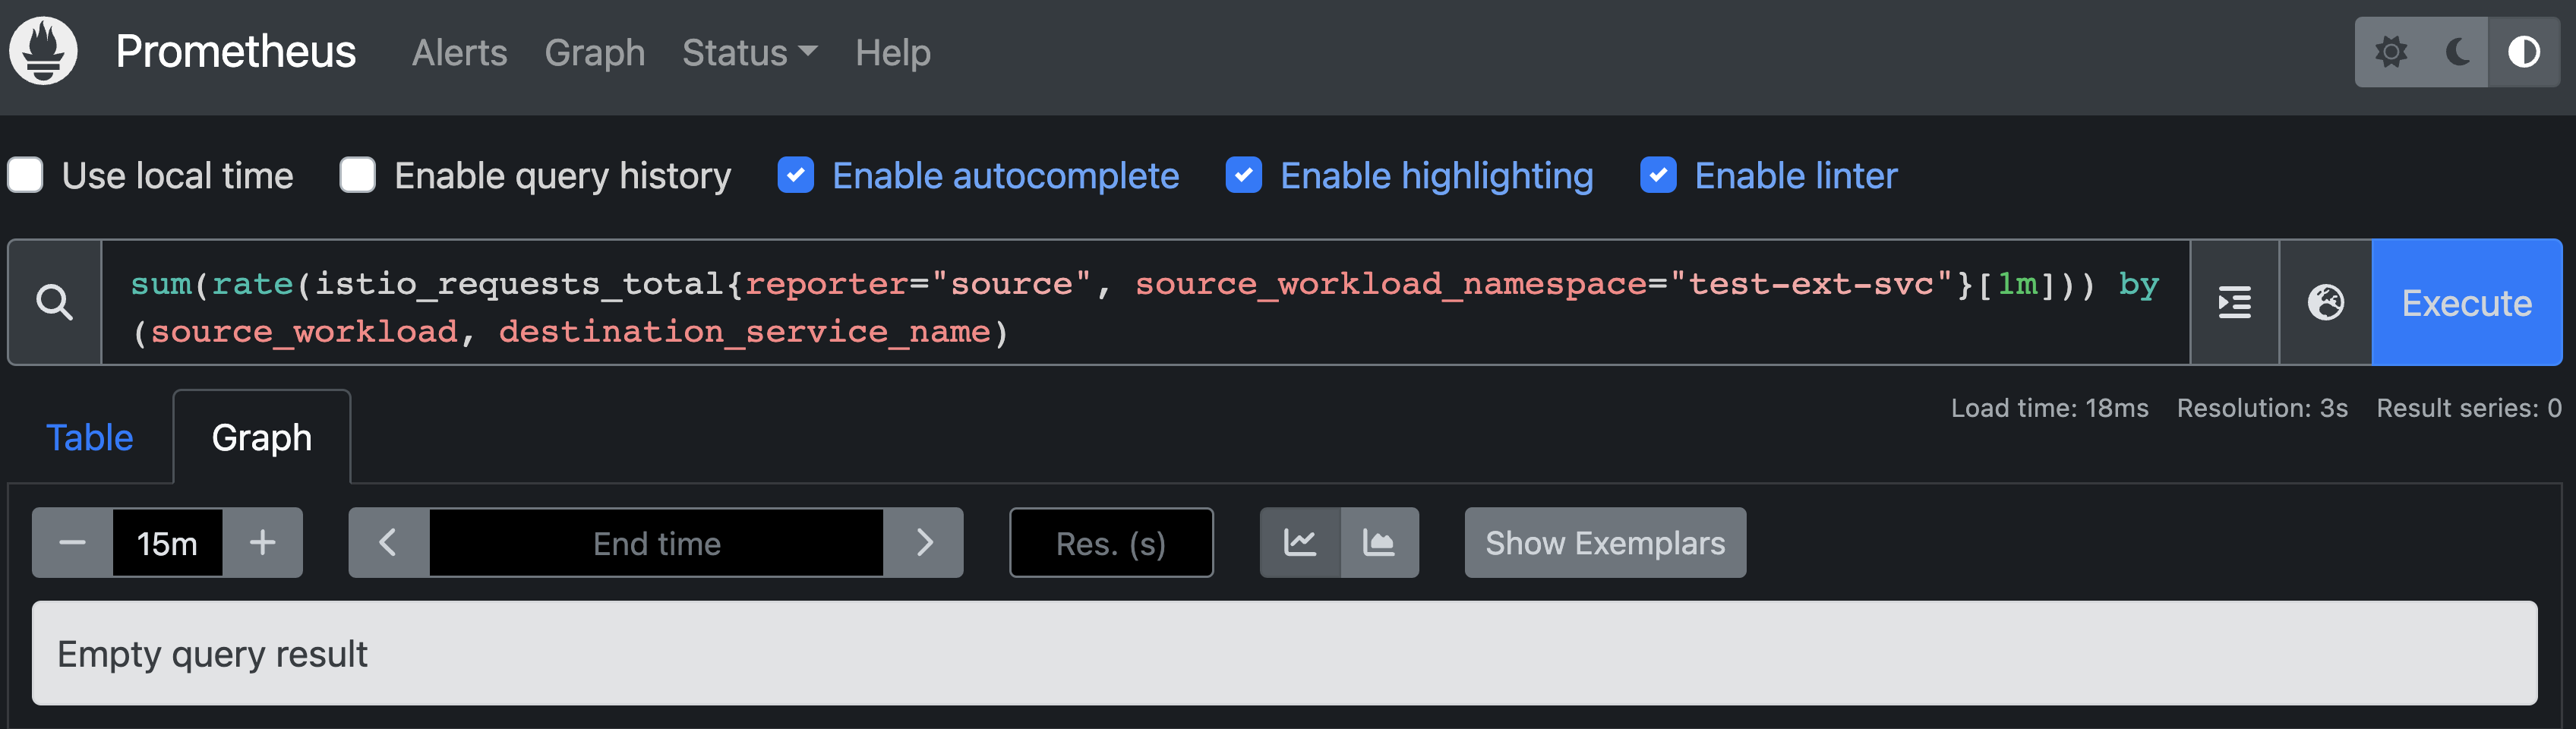 Prometheus Alerts Graph Status Help
Use local time Enable query history Enable autocomplete Enable highlighting Enable linter
sum(rate(istio_requests_total{reporter="source", source_workload_namespace="test-ext-svc"}[1m])) by
(source_workload, destination_service_name)
Execute
Load time: 18ms Resolution: 3s Result series: 0
Table Graph
15m End time Res. (s) Show Exemplars
Empty query result